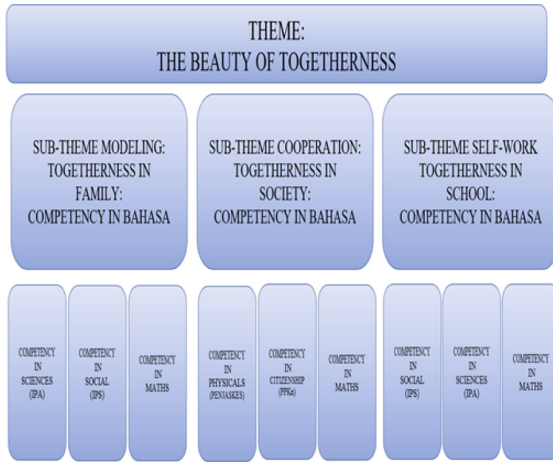 THEME:
THE BEAUTY OF TOGETHERNESS
SUB-THEME MODELING:
TOGETHERNESS IN
FAMILY:
COMPETENCY IN BAHASA
SUB-THEME COOPERATION:
TOGETHERNESS IN
SOCIETY:
COMPETENCY IN BAHASA
SUB-THEME SELF-WORK
TOGETHERNESS IN
SCHOOL:
COMPETENCY IN BAHASA
COMPETENCY
IN
SCIENCES
(IPA)
COMPETENCY
IN
SOCIAL
(IPS)
COMPETENCY
IN
MATHS
COMPETENCY
IN
PHYSICALS
(PENJASKES)
COMPETENCY
IN
CITIZENSHIP
(PPKn)
COMPETENCY
IN
MATHS
COMPETENCY
IN
SOCIAL
(IPS)
COMPETENCY
IN
SCIENCES
(IPA)
COMPETENCY
IN
MATHS